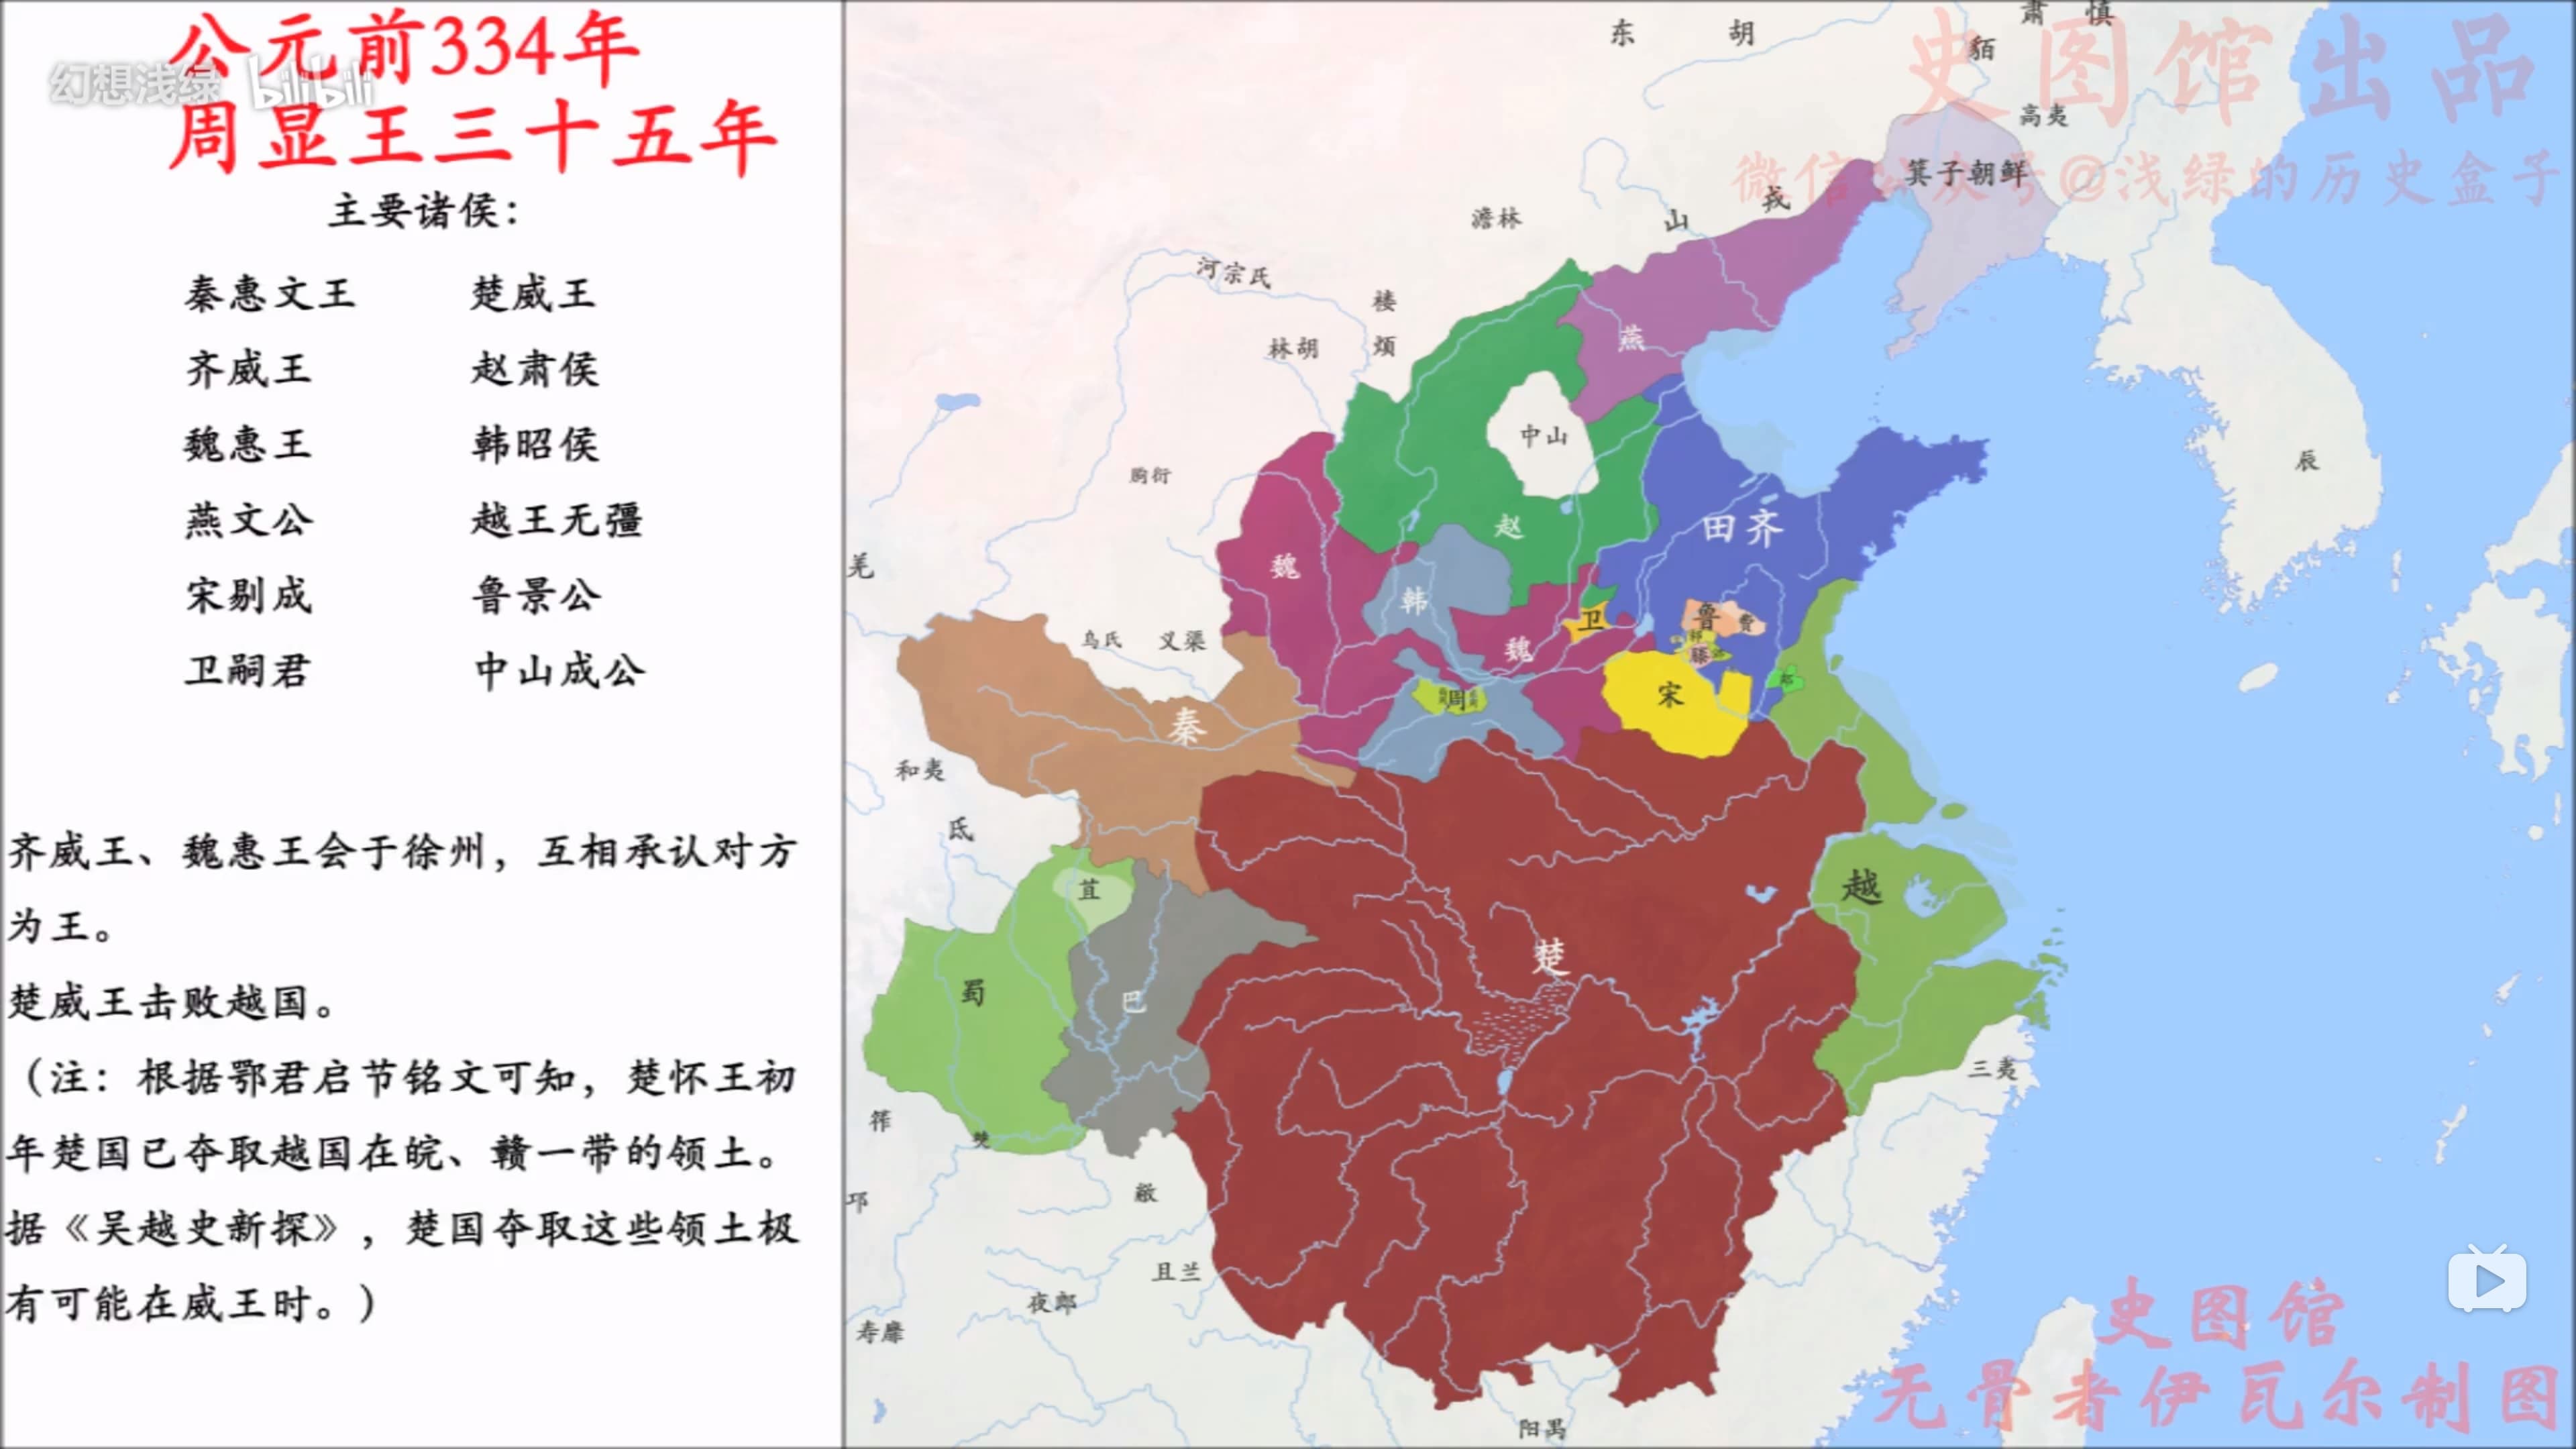 公元前334年
幻想浅绿 bilibili
周显王三十五年
主要诸侯：
秦惠文王 楚威王
齐威王 赵肃侯
魏惠王 韩昭侯
燕文公 越王无彊
宋剔成 鲁景公
卫嗣君 中山成公
齐威王、魏惠王会于徐州，互相承认对方
为王。
楚威王击败越国。
（注：根据鄂君启节铭文可知，楚怀王初
年楚国已夺取越国在皖、赣一带的领土。
据《吴越史新探》，楚国夺取这些领土极
有可能在威王时。）
肃慎
东胡
貊
史图馆出品
高夷
箕子朝鲜
微信公众号@浅绿的历史盒子
山戎
澹林
河宗氏
楼烦
林胡
燕
中山
朐衍
辰
赵
田齐
羌
魏
韩
鲁
费
卫
乌氏
义渠
魏
滕
宋
郯
周
秦
和夷
氐
苴
越
楚
蜀
巴
三夷
筰
僰
邛
鳖
且兰
夜郎
寿靡
阳禺
史图馆
无骨者伊瓦尔制图